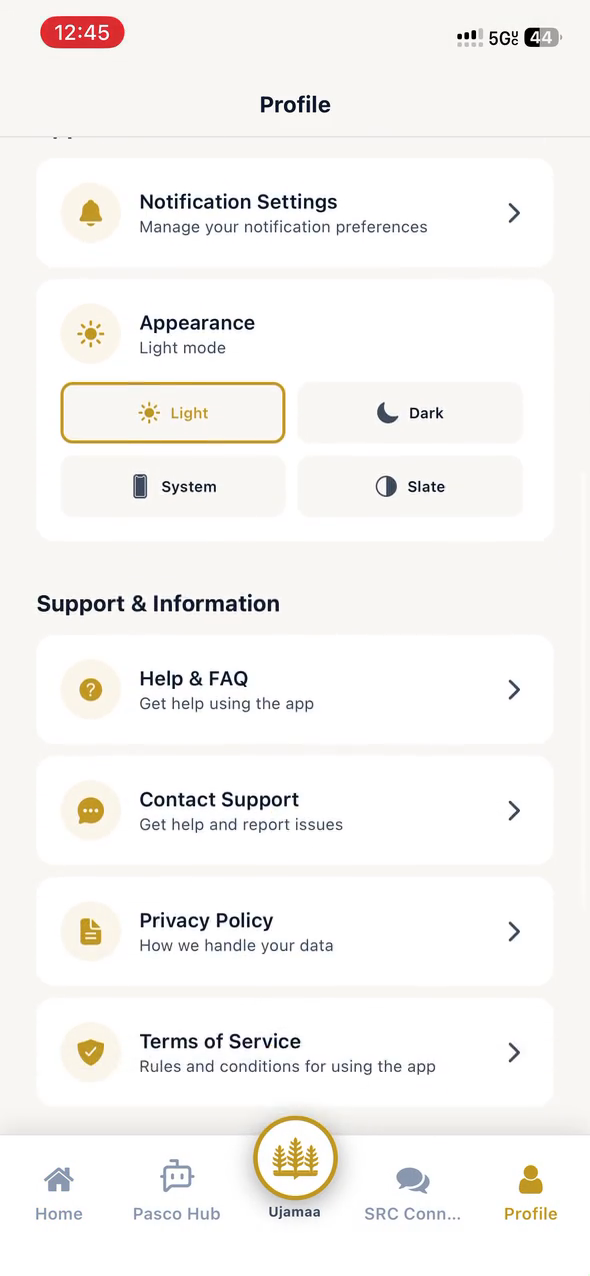 12:45
5G
44
Profile
Notification Settings
Manage your notification preferences
Appearance
Light mode
Light
Dark
System
Slate
Support & Information
Help & FAQ
Get help using the app
Contact Support
Get help and report issues
Privacy Policy
How we handle your data
Terms of Service
Rules and conditions for using the app
Home
Pasco Hub
Ujamaa
SRC Conn...
Profile